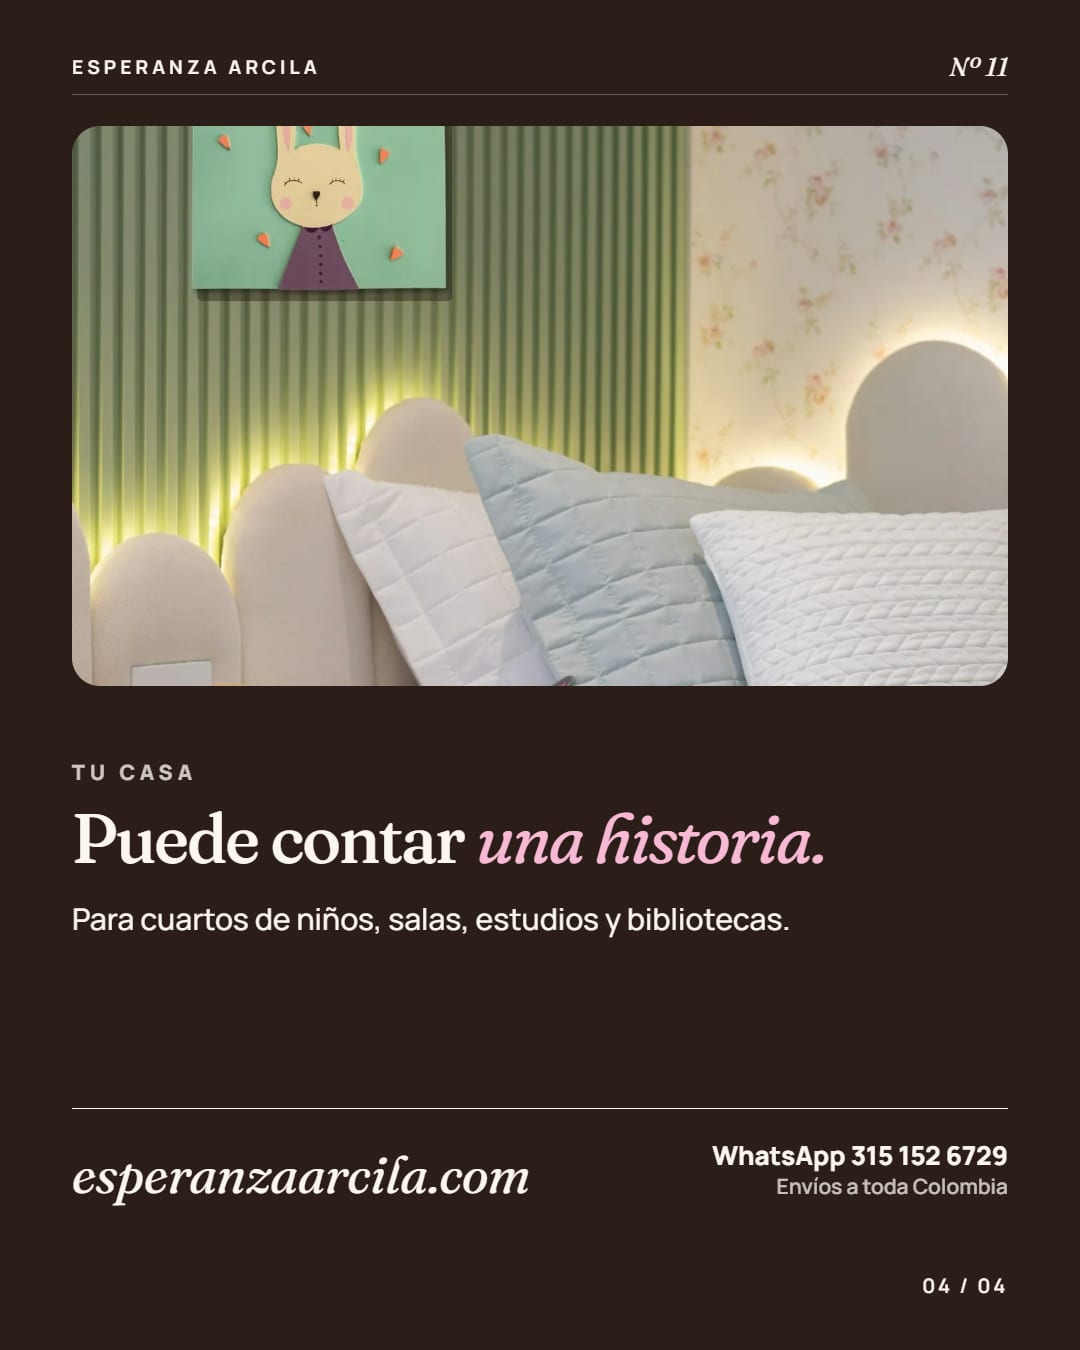 ESPERANZA ARCILA
Nº 11
TU CASA
Puede contar una historia.
Para cuartos de niños, salas, estudios y bibliotecas.
esperanzaarcila.com
WhatsApp 315 152 6729
Envíos a toda Colombia
04 / 04